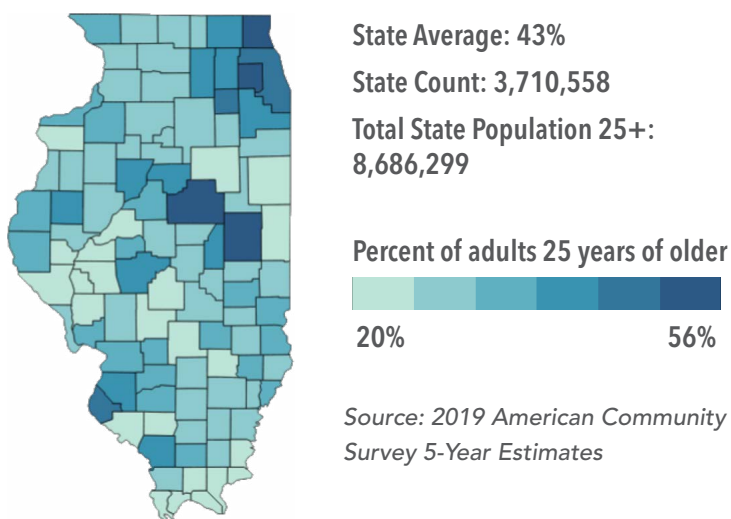 State Average: 43%
State Count: 3,710,558
Total State Population 25+:
8,686,299
Percent of adults 25 years of older
20% 56%
Source: 2019 American Community
Survey 5-Year Estimates